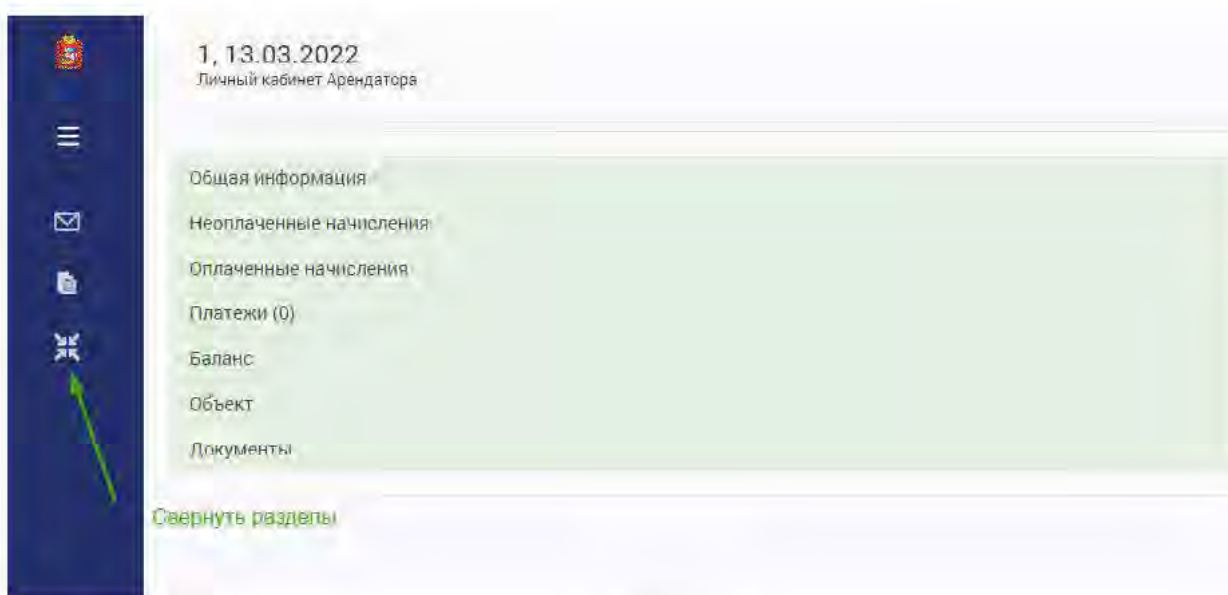 1, 13.03.2022
Личный кабинет Арендатора
Общая информация
Неоплаченные начисления
Оплаченные начисления
Платежи (0)
Баланс
Объект
Документы
Свернуть разделы